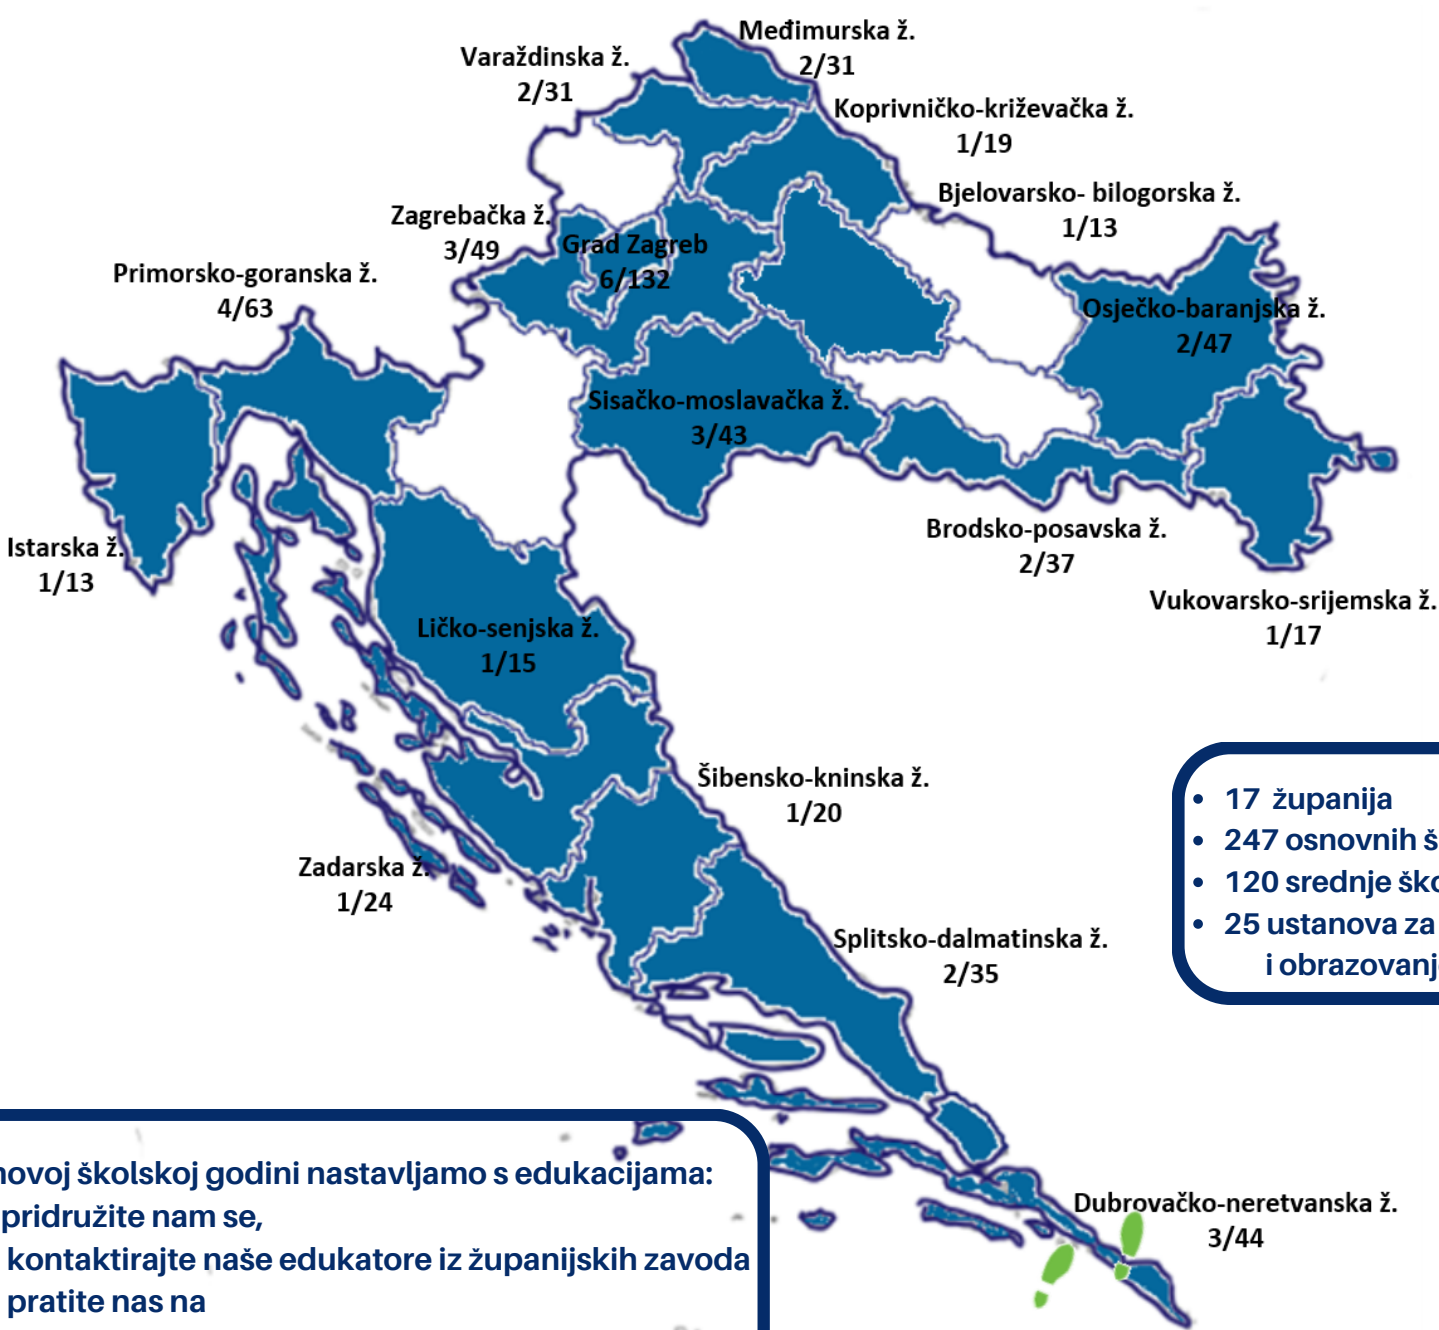 Međimurska ž.
2/31
Varaždinska ž.
2/31
Koprivničko-križevačka ž.
1/19
Bjelovarsko- bilogorska ž.
1/13
Zagrebačka ž.
3/49
Grad Zagreb
6/132
Primorsko-goranska ž.
4/63
Osječko-baranjska ž.
2/47
Sisačko-moslavačka ž.
3/43
Istarska ž.
1/13
Brodsko-posavska ž.
2/37
Vukovarsko-srijemska ž.
1/17
Ličko-senjska ž.
1/15
Šibensko-kninska ž.
1/20
Zadarska ž.
1/24
Splitsko-dalmatinska ž.
2/35
• 17 županija
• 247 osnovnih š
• 120 srednje ško
• 25 ustanova za
i obrazovanj
Dubrovačko-neretvanska ž.
3/44
novoj školskoj godini nastavljamo s edukacijama:
pridružite nam se,
kontaktirajte naše edukatore iz županijskih zavoda
pratite nas na